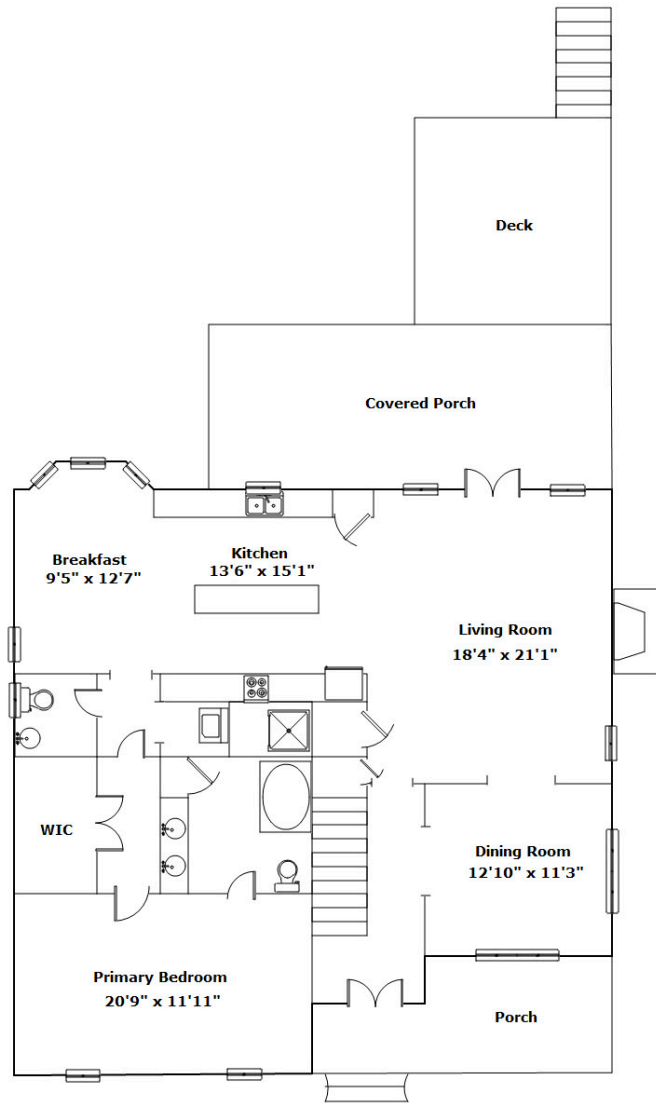 Deck
Covered Porch
Breakfast
9'5" x 12'7"
Kitchen
13'6" x 15'1"
Living Room
18'4" x 21'1"
WIC
Dining Room
12'10" x 11'3"
Primary Bedroom
20'9" x 11'11"
Porch